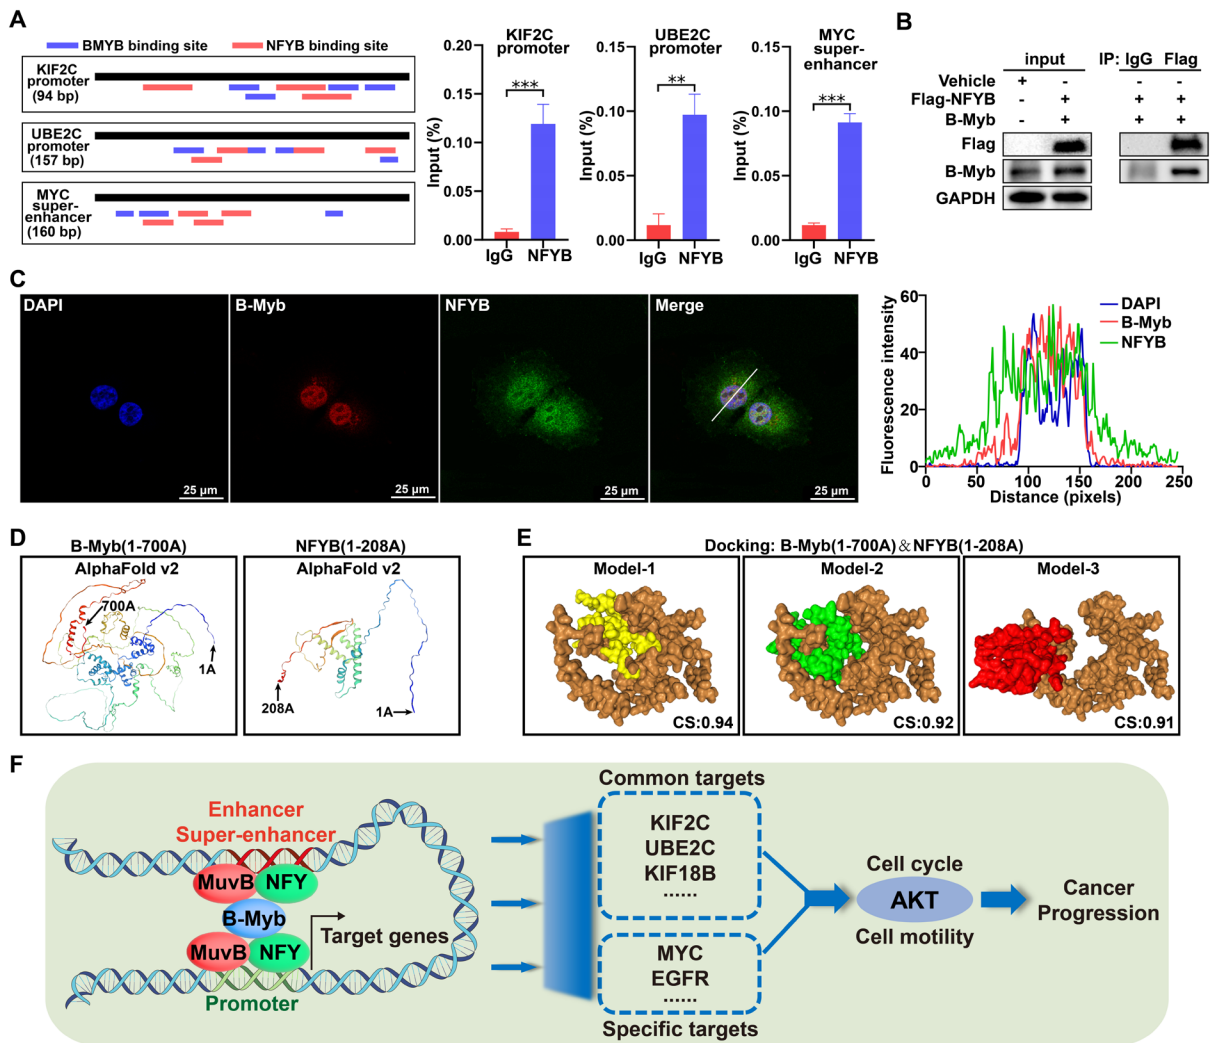 A
BMYB binding site
NFYB binding site
KIF2C
promoter
(94 bp)
UBE2C
promoter
(157 bp)
MYC
super-
enhancer
(160 bp)
KIF2C
promoter
Input (%)
0.20
0.15
0.10
0.05
0.00
***
IgG NFYB
UBE2C
promoter
Input (%)
0.15
0.10
0.05
0.00
**
IgG NFYB
MYC
super-
enhancer
Input (%)
0.15
0.10
0.05
0.00
***
IgG NFYB
B
input
IP: IgG Flag
Vehicle + - - -
Flag-NFYB - + + +
B-Myb - + + +
Flag
B-Myb
GAPDH
C
DAPI
25 μm
B-Myb
25 μm
NFYB
25 μm
Merge
25 μm
Fluorescence intensity
60
40
20
0
DAPI
B-Myb
NFYB
0 50 100 150 200 250
Distance (pixels)
D
B-Myb(1-700A)
AlphaFold v2
700A
1A
NFYB(1-208A)
AlphaFold v2
208A
1A
E
Docking: B-Myb(1-700A)&NFYB(1-208A)
Model-1
CS:0.94
Model-2
CS:0.92
Model-3
CS:0.91
F
Enhancer
Super-enhancer
MuvB NFY
B-Myb
MuvB NFY
Target genes
Promoter
Common targets
KIF2C
UBE2C
KIF18B
......
MYC
EGFR
......
Specific targets
Cell cycle
AKT
Cell motility
Cancer
Progression